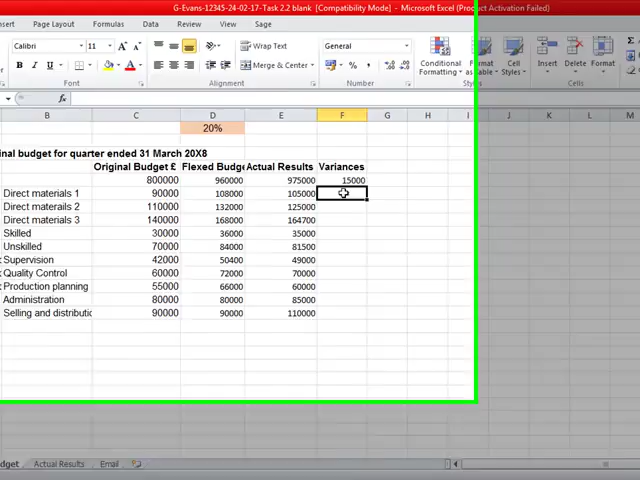 G-Evans-12345-24-02-17-Task 2.2 blank [Compatibility Mode] - Microsoft Excel (Product Activation Failed)
Page Layout Formulas Data Review View Sage
Calibri 11 A A Wrap Text General
B I U A Merge & Center % , Conditional Formatting Format as Table Cell Styles Insert Delete Format
Font Alignment Number Styles Cells
fx
B C D E F G H I J K L M
20%
inal budget for quarter ended 31 March 20X8
Original Budget £ Flexed Budge Actual Results Variances
800000 960000 975000 15000
Direct materials 1 90000 108000 105000
Direct materails 2 110000 132000 125000
Direct materials 3 140000 168000 164700
Skilled 30000 36000 35000
Unskilled 70000 84000 81500
Supervision 42000 50400 49000
Quality Control 60000 72000 70000
Production planning 55000 66000 60000
Administration 80000 80000 85000
Selling and distributic 90000 90000 110000
udget Actual Results Email